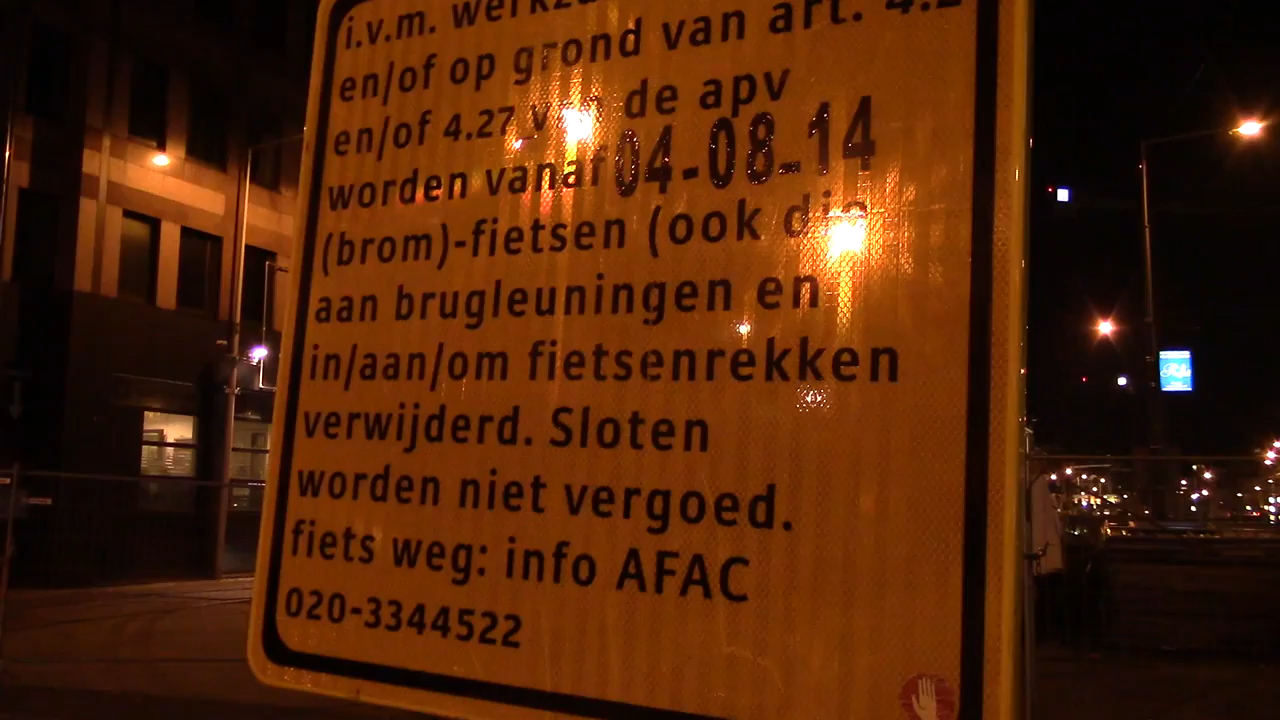 i.v.m.
en/of op grond van art. 4.2
en/of 4.27 van de apv
worden vanaf 04-08-14
(brom)-fietsen (ook die
aan brugleuningen en
in/aan/om fietsenrekken
verwijderd. Sloten
worden niet vergoed.
fiets weg: info AFAC
020-3344522